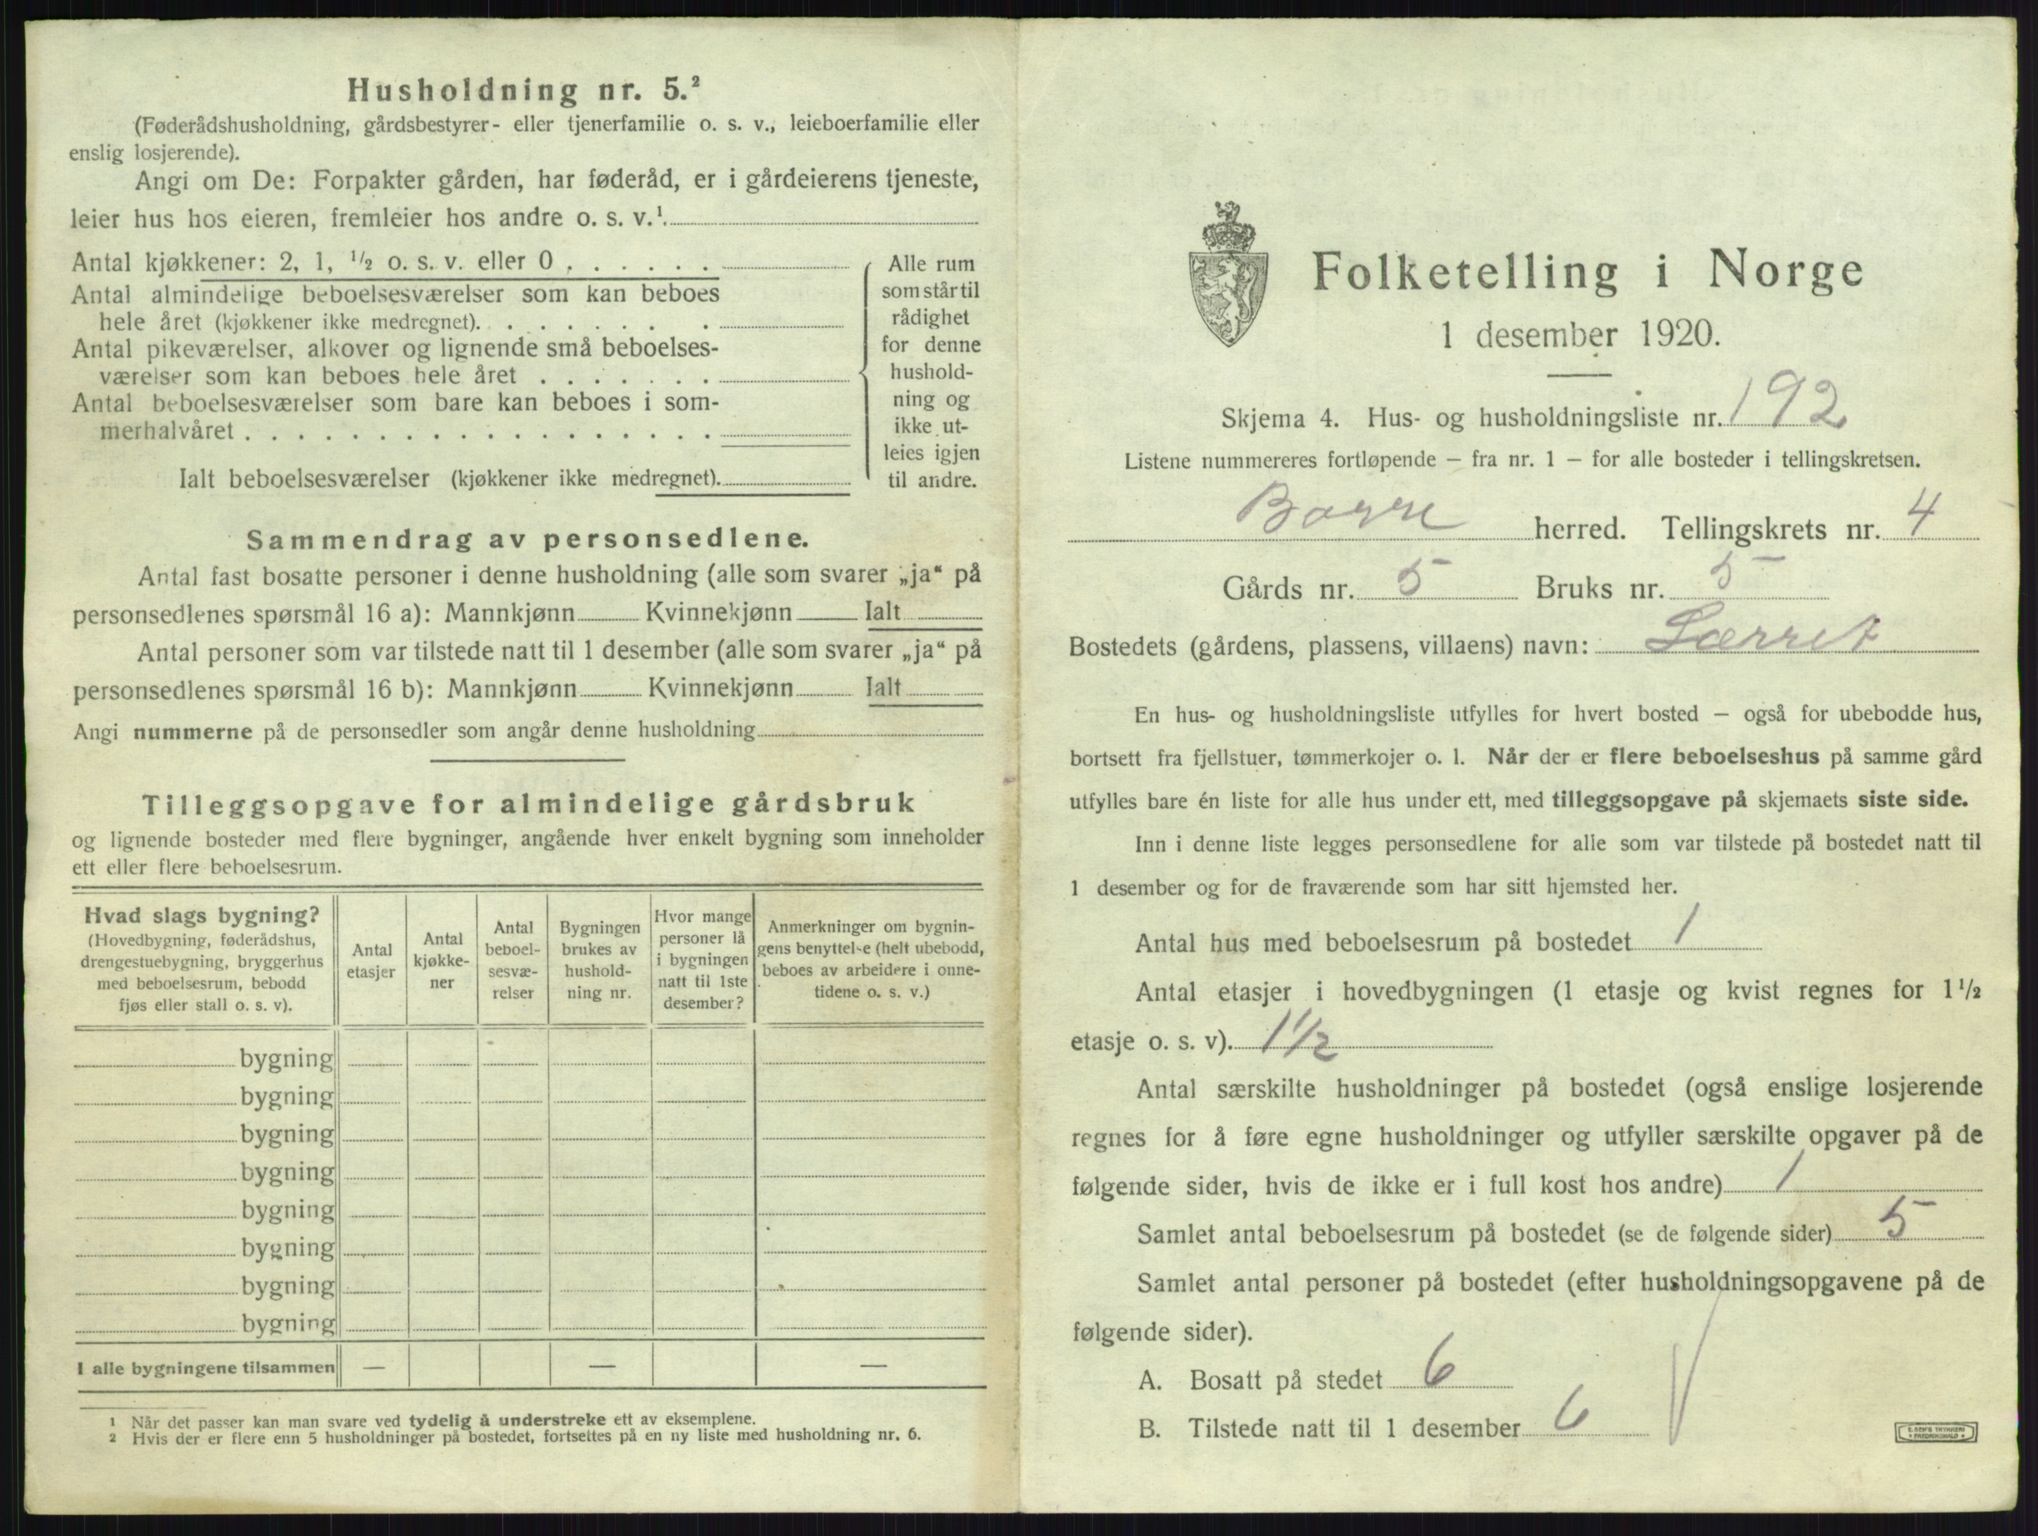 Husholdning nr. 5.²
(Føderådshusholdning, gårdsbestyrer- eller tjenerfamilie o. s. v., leieboerfamilie eller
enslig losjerende).
Angi om De: Forpakter gården, har føderåd, er i gårdeierens tjeneste,
leier hus hos eieren, fremleier hos andre o. s. v.¹
Antal kjøkkener: 2, 1, ½ o. s. v. eller 0
Antal almindelige beboelsesværelser som kan beboes
hele året (kjøkkener ikke medregnet).
Antal pikeværelser, alkover og lignende små beboelses-
værelser som kan beboes hele året
Antal beboelsesværelser som bare kan beboes i som-
merhalvåret
Ialt beboelsesværelser (kjøkkener ikke medregnet).
Alle rum
som står til
rådighet
for denne
hushold-
ning og
ikke ut-
leies igjen
til andre.
Sammendrag av personsedlene.
Antal fast bosatte personer i denne husholdning (alle som svarer „ja“ på
personsedlenes spørsmål 16 a): Mannkjønn Kvinnekjønn Ialt
Antal personer som var tilstede natt til 1 desember (alle som svarer „ja“ på
personsedlenes spørsmål 16 b): Mannkjønn Kvinnekjønn Ialt
Angi nummerne på de personsedler som angår denne husholdning
Tilleggsopgave for almindelige gårdsbruk
og lignende bosteder med flere bygninger, angående hver enkelt bygning som inneholder
ett eller flere beboelsesrum.
Hvad slags bygning?
(Hovedbygning, føderådshus,
drengestuebygning, bryggerhus
med beboelsesrum, bebodd
fjøs eller stall o. s. v).
Antal
etasjer
Antal
kjøkke-
ner
Antal
beboel-
sesvæ-
relser
Bygningen
brukes av
hushold-
ning nr.
Hvor mange
personer lå
i bygningen
natt til 1ste
desember?
Anmerkninger om bygnin-
gens benyttelse (helt ubebodd,
beboes av arbeidere i onne-
tidene o. s. v.)
bygning
bygning
bygning
bygning
bygning
bygning
bygning
bygning
I alle bygningene tilsammen — — —
¹ Når det passer kan man svare ved tydelig å understreke ett av eksemplene.
² Hvis der er flere enn 5 husholdninger på bostedet, fortsettes på en ny liste med husholdning nr. 6.
Folketelling i Norge
1 desember 1920.
Skjema 4. Hus- og husholdningsliste nr. 192
Listene nummereres fortløpende – fra nr. 1 – for alle bosteder i tellingskretsen.
Borre herred. Tellingskrets nr. 4
Gårds nr. 5 Bruks nr. 5
Bostedets (gårdens, plassens, villaens) navn: Lærret
En hus- og husholdningsliste utfylles for hvert bosted – også for ubebodde hus,
bortsett fra fjellstuer, tømmerkojer o. l. Når der er flere beboelseshus på samme gård
utfylles bare én liste for alle hus under ett, med tilleggsopgave på skjemaets siste side.
Inn i denne liste legges personsedlene for alle som var tilstede på bostedet natt til
1 desember og for de fraværende som har sitt hjemsted her.
Antal hus med beboelsesrum på bostedet 1
Antal etasjer i hovedbygningen (1 etasje og kvist regnes for 1½
etasje o. s. v). 1½
Antal særskilte husholdninger på bostedet (også enslige losjerende
regnes for å føre egne husholdninger og utfyller særskilte opgaver på de
følgende sider, hvis de ikke er i full kost hos andre) 1
Samlet antal beboelsesrum på bostedet (se de følgende sider) 5
Samlet antal personer på bostedet (efter husholdningsopgavene på de
følgende sider).
A. Bosatt på stedet 6
B. Tilstede natt til 1 desember 6